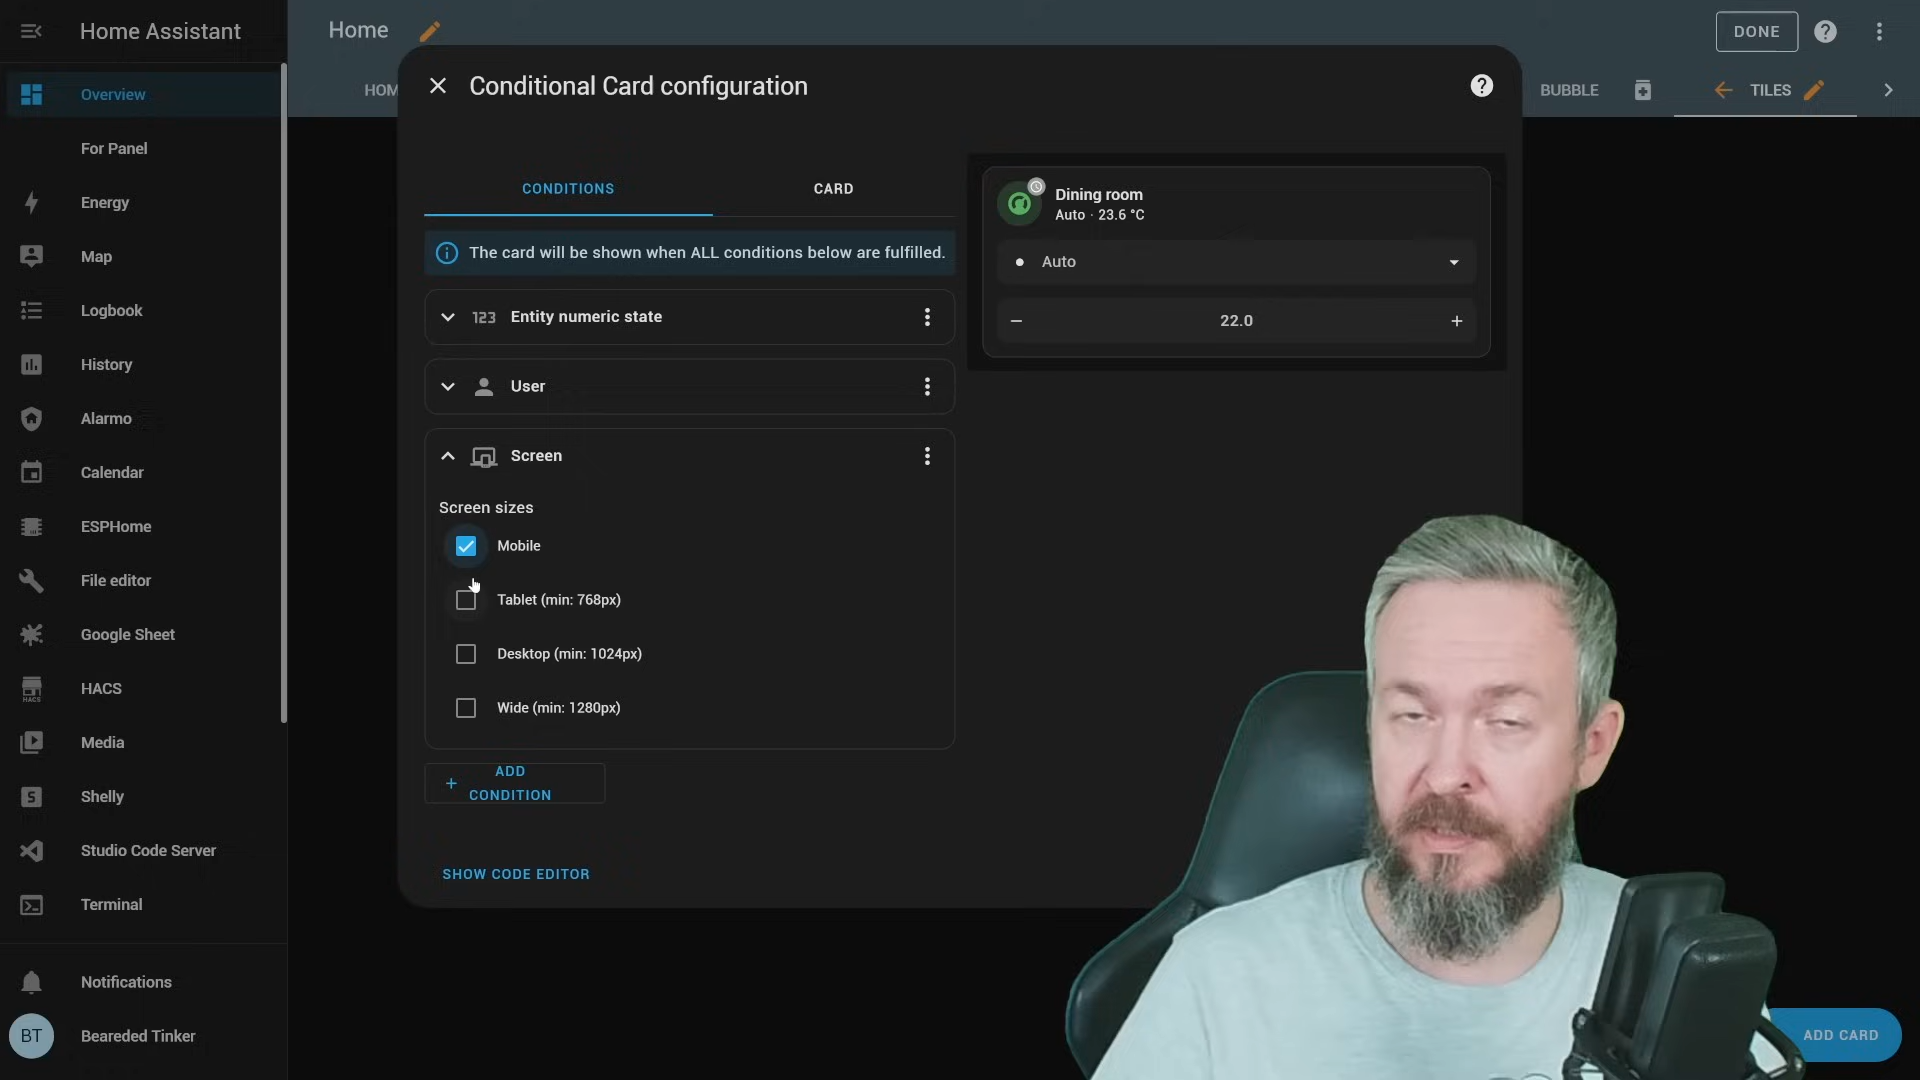 Home Assistant
Overview
For Panel
Energy
Map
Logbook
History
Alarmo
Calendar
ESPHome
File editor
Google Sheet
HACS
HACS
Media
S
Shelly
Studio Code Server
Terminal
Notifications
BT
Beareded Tinker
Home
DONE
HOM
BUBBLE
TILES
Conditional Card configuration
CONDITIONS
CARD
The card will be shown when ALL conditions below are fulfilled.
123 Entity numeric state
User
Screen
Screen sizes
Mobile
Tablet (min: 768px)
Desktop (min: 1024px)
Wide (min: 1280px)
+ ADD
CONDITION
SHOW CODE EDITOR
Dining room
Auto · 23.6 °C
Auto
− 22.0 +
ADD CARD